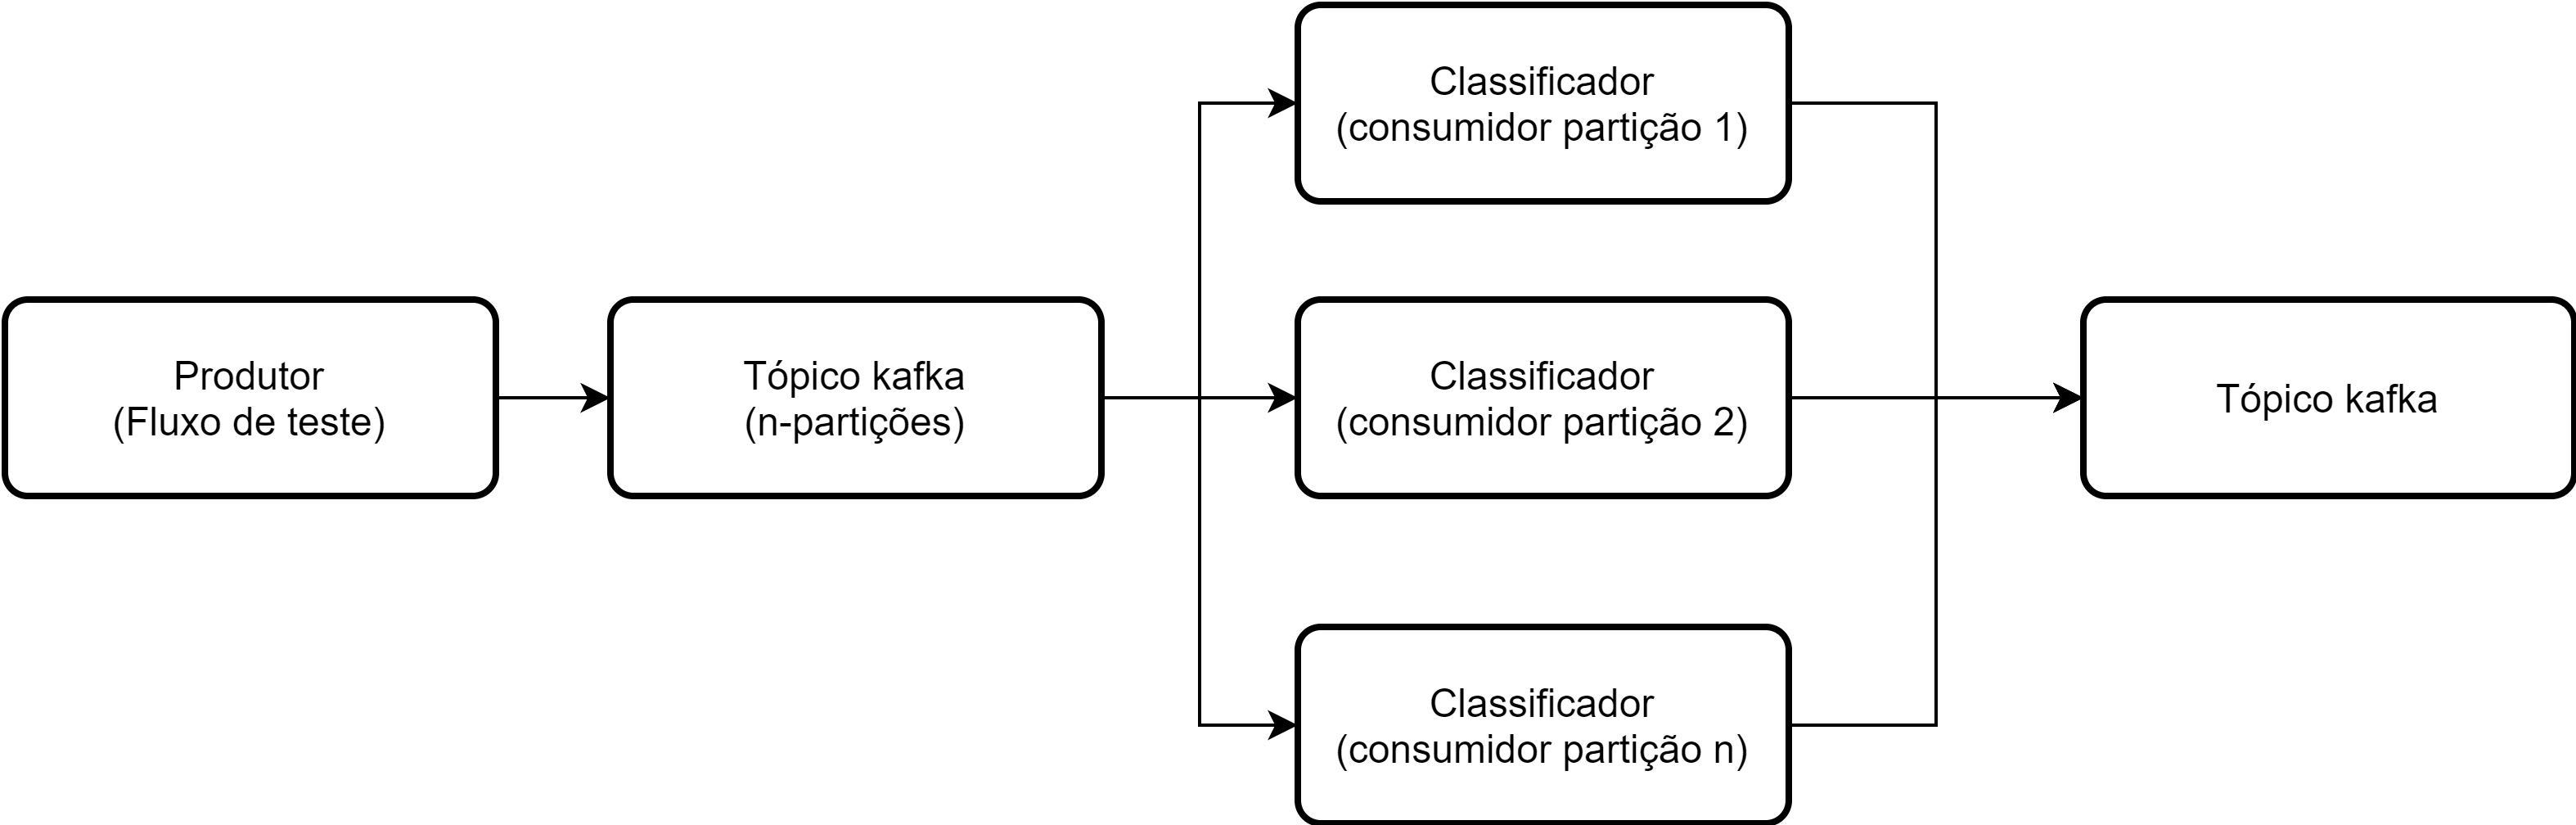 Produtor
(Fluxo de teste)
Tópico kafka
(n-partições)
Classificador
(consumidor partição 1)
Classificador
(consumidor partição 2)
Classificador
(consumidor partição n)
Tópico kafka